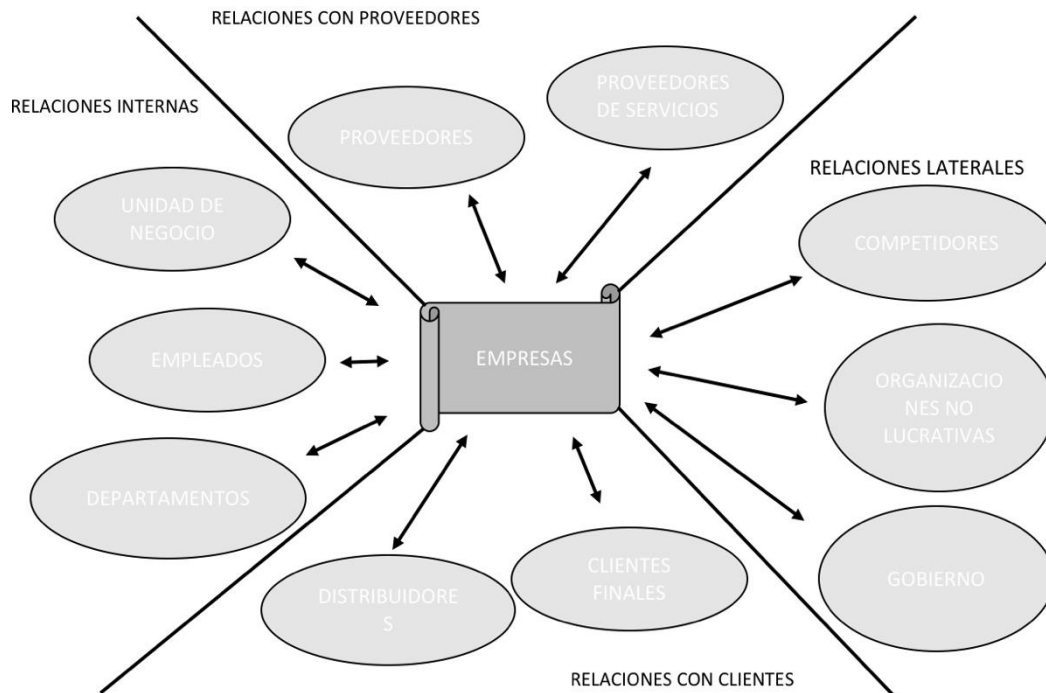 RELACIONES CON PROVEEDORES
RELACIONES INTERNAS
PROVEEDORES
PROVEEDORES
DE SERVICIOS
RELACIONES LATERALES
UNIDAD DE
NEGOCIO
COMPETIDORES
EMPLEADOS
EMPRESAS
ORGANIZACIO
NES NO
LUCRATIVAS
DEPARTAMENTOS
DISTRIBUIDORE
S
CLIENTES
FINALES
GOBIERNO
RELACIONES CON CLIENTES